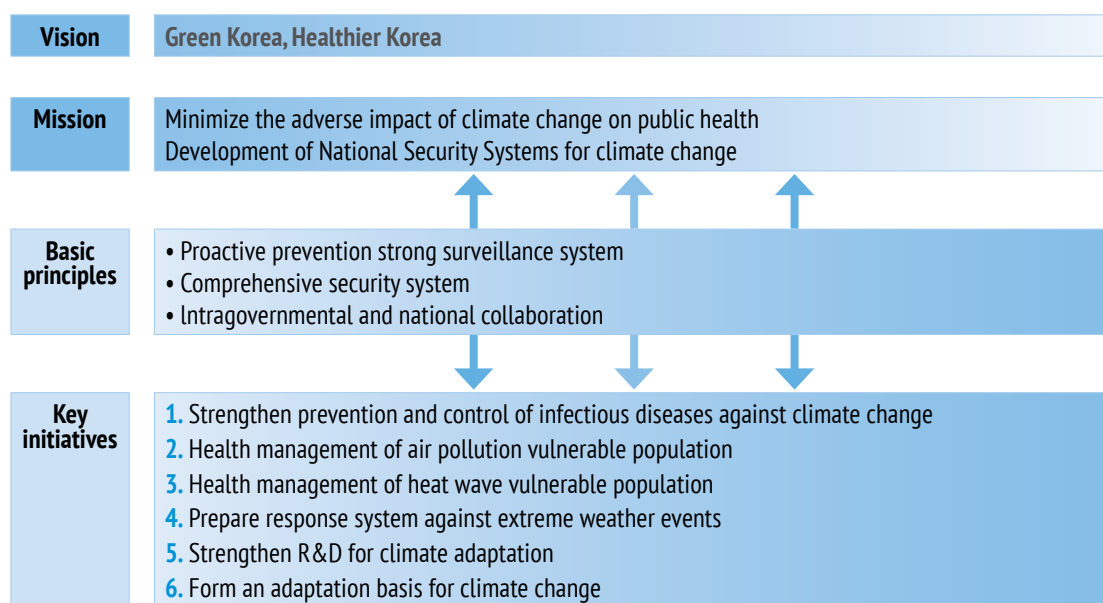 Vision
Green Korea, Healthier Korea
Mission
Minimize the adverse impact of climate change on public health
Development of National Security Systems for climate change
Basic
principles
• Proactive prevention strong surveillance system
• Comprehensive security system
• Intragovernmental and national collaboration
Key
initiatives
1. Strengthen prevention and control of infectious diseases against climate change
2. Health management of air pollution vulnerable population
3. Health management of heat wave vulnerable population
4. Prepare response system against extreme weather events
5. Strengthen R&D for climate adaptation
6. Form an adaptation basis for climate change